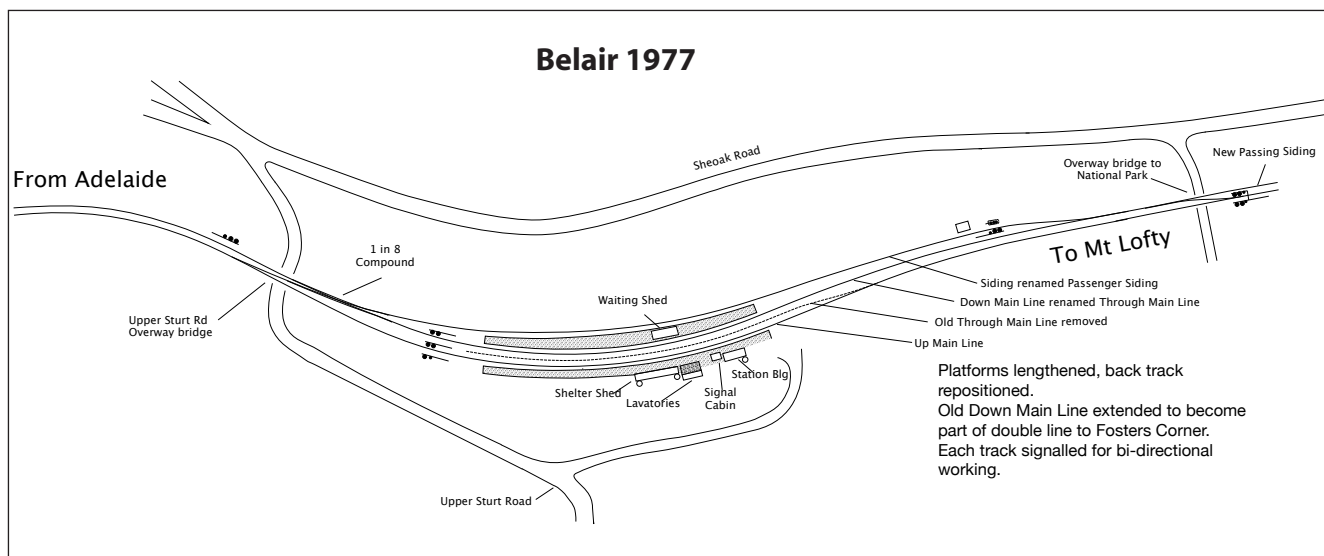 Belair 1977
Sheoak Road
Overway bridge to
National Park
New Passing Siding
From Adelaide
1 in 8
Compound
To Mt Lofty
Siding renamed Passenger Siding
Waiting Shed
Down Main Line renamed Through Main Line
Upper Sturt Rd
Overway bridge
Old Through Main Line removed
Up Main Line
Station Blg
Shelter Shed
Signal
Cabin
Lavatories
Platforms lengthened, back track
repositioned.
Old Down Main Line extended to become
part of double line to Fosters Corner.
Each track signalled for bi-directional
working.
Upper Sturt Road